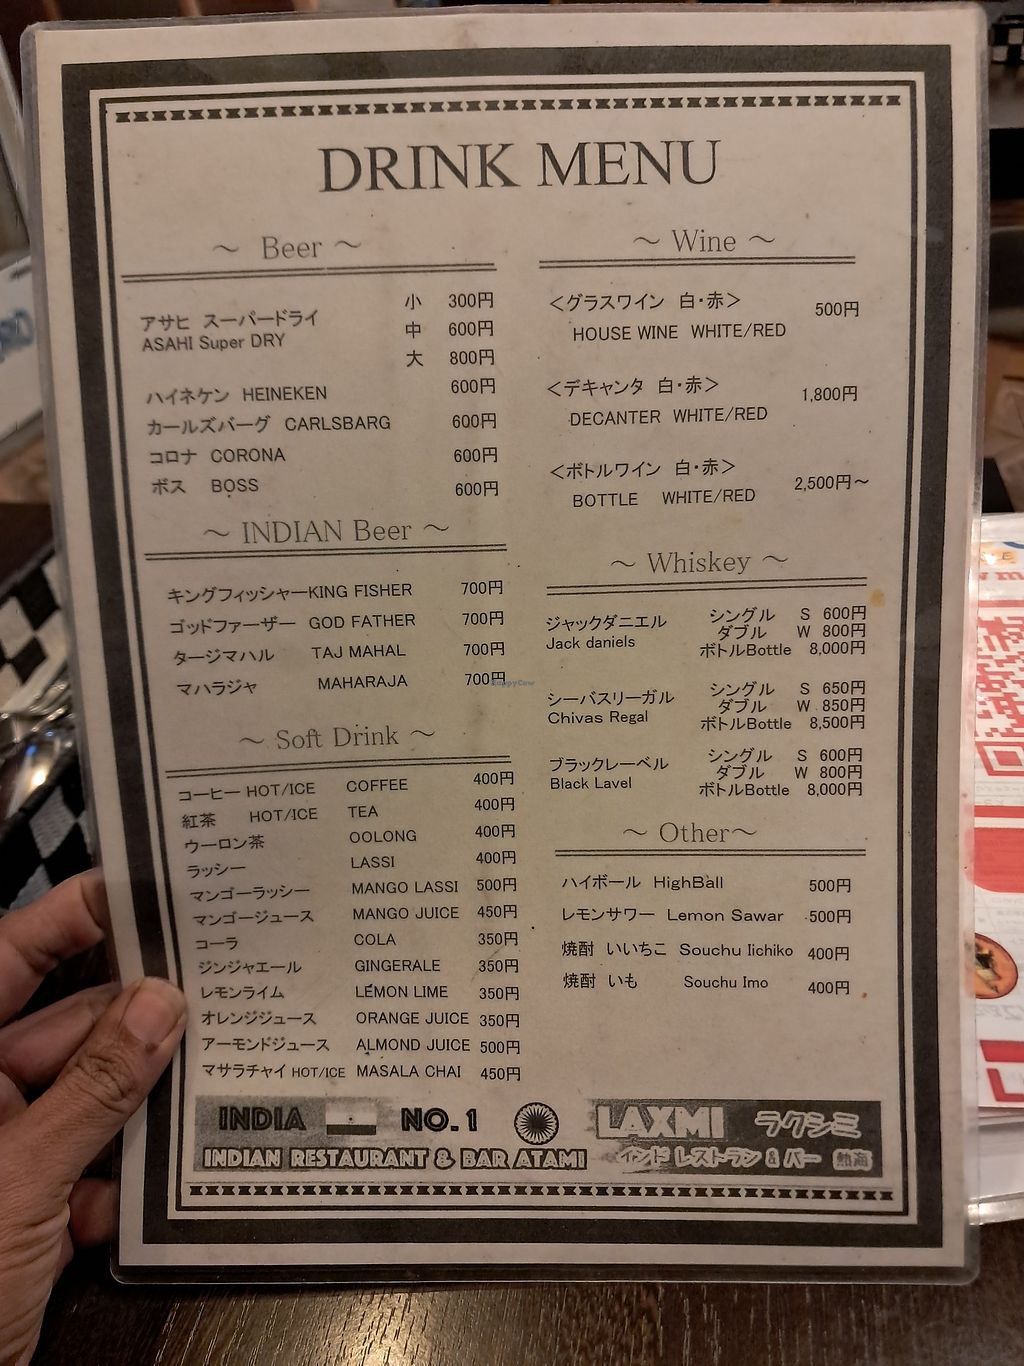 DRINK MENU
～ Beer ～
アサヒ スーパードライ
ASAHI Super DRY
小 300円
中 600円
大 800円
ハイネケン HEINEKEN 600円
カールズバーグ CARLSBARG 600円
コロナ CORONA 600円
ボス BOSS 600円
～ INDIAN Beer ～
キングフィッシャーKING FISHER 700円
ゴッドファーザー GOD FATHER 700円
タージマハル TAJ MAHAL 700円
マハラジャ MAHARAJA 700円
～ Soft Drink ～
コーヒー HOT/ICE COFFEE 400円
紅茶 HOT/ICE TEA 400円
ウーロン茶 OOLONG 400円
ラッシー LASSI 400円
マンゴーラッシー MANGO LASSI 500円
マンゴージュース MANGO JUICE 450円
コーラ COLA 350円
ジンジャエール GINGERALE 350円
レモンライム LEMON LIME 350円
オレンジジュース ORANGE JUICE 350円
アーモンドジュース ALMOND JUICE 500円
マサラチャイ HOT/ICE MASALA CHAI 450円
～ Wine ～
＜グラスワイン 白・赤＞ 500円
HOUSE WINE WHITE/RED
＜デキャンタ 白・赤＞ 1,800円
DECANTER WHITE/RED
＜ボトルワイン 白・赤＞ 2,500円～
BOTTLE WHITE/RED
～ Whiskey ～
ジャックダニエル
Jack daniels
シングル S 600円
ダブル W 800円
ボトルBottle 8,000円
シーバスリーガル
Chivas Regal
シングル S 650円
ダブル W 850円
ボトルBottle 8,500円
ブラックレーベル
Black Lavel
シングル S 600円
ダブル W 800円
ボトルBottle 8,000円
～ Other～
ハイボール HighBall 500円
レモンサワー Lemon Sawar 500円
焼酎 いいちこ Souchu Iichiko 400円
焼酎 いも Souchu Imo 400円
INDIA NO.1 LAXMI ラクシミ
INDIAN RESTAURANT & BAR ATAMI インド レストラン & バー 熱海
HappyCow